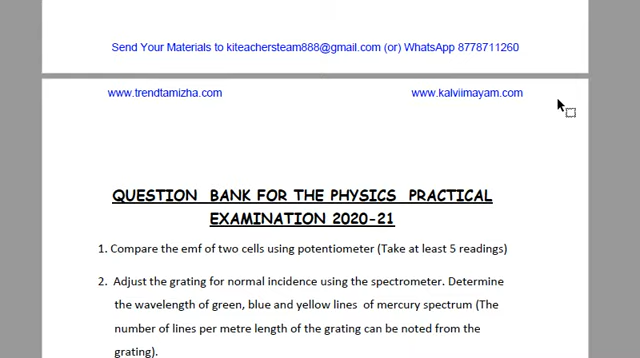 Send Your Materials to kiteachersteam888@gmail.com (or) WhatsApp 8778711260
www.trendtamizha.com www.kalviimayam.com
QUESTION BANK FOR THE PHYSICS PRACTICAL
EXAMINATION 2020-21
1. Compare the emf of two cells using potentiometer (Take at least 5 readings)
2. Adjust the grating for normal incidence using the spectrometer. Determine
the wavelength of green, blue and yellow lines of mercury spectrum (The
number of lines per metre length of the grating can be noted from the
grating).